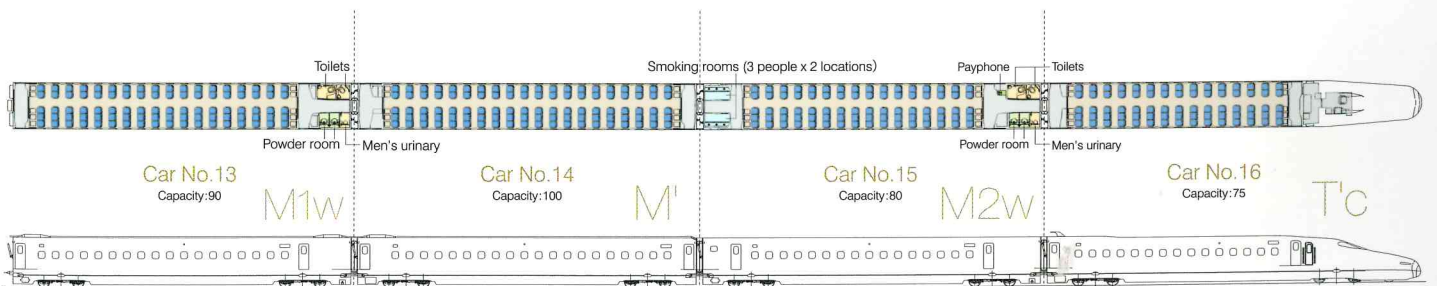 Toilets
Smoking rooms (3 people x 2 locations)
Payphone
Toilets
Powder room
Men's urinary
Powder room
Men's urinary
Car No.13
Capacity:90
M1w
Car No.14
Capacity:100
M'
Car No.15
Capacity:80
M2w
Car No.16
Capacity:75
T'c